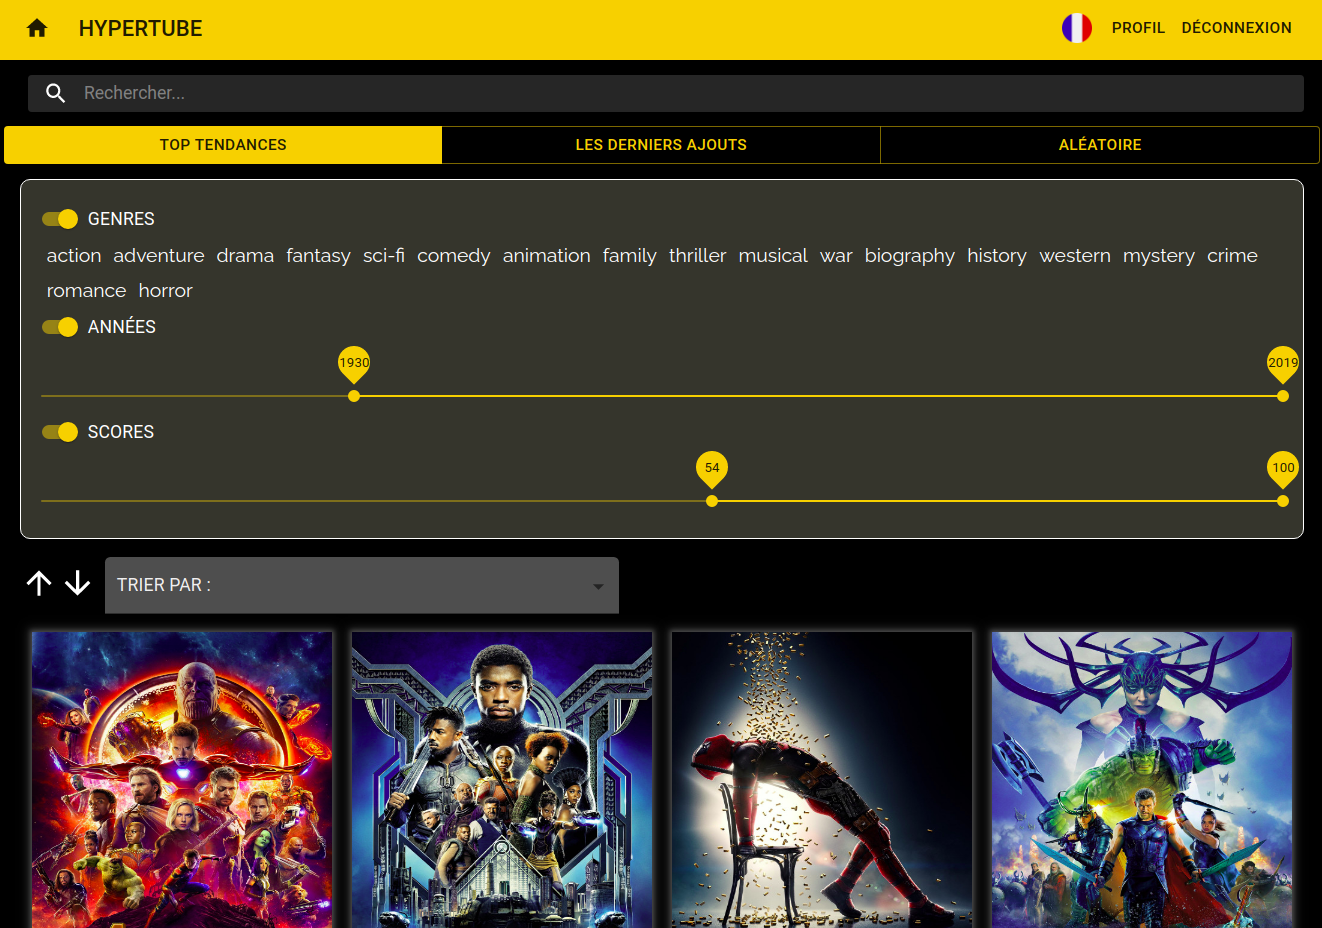 HYPERTUBE PROFIL DÉCONNEXION
Rechercher...
TOP TENDANCES LES DERNIERS AJOUTS ALÉATOIRE
GENRES
action adventure drama fantasy sci-fi comedy animation family thriller musical war biography history western mystery crime
romance horror
ANNÉES
1930 2019
SCORES
54 100
TRIER PAR :